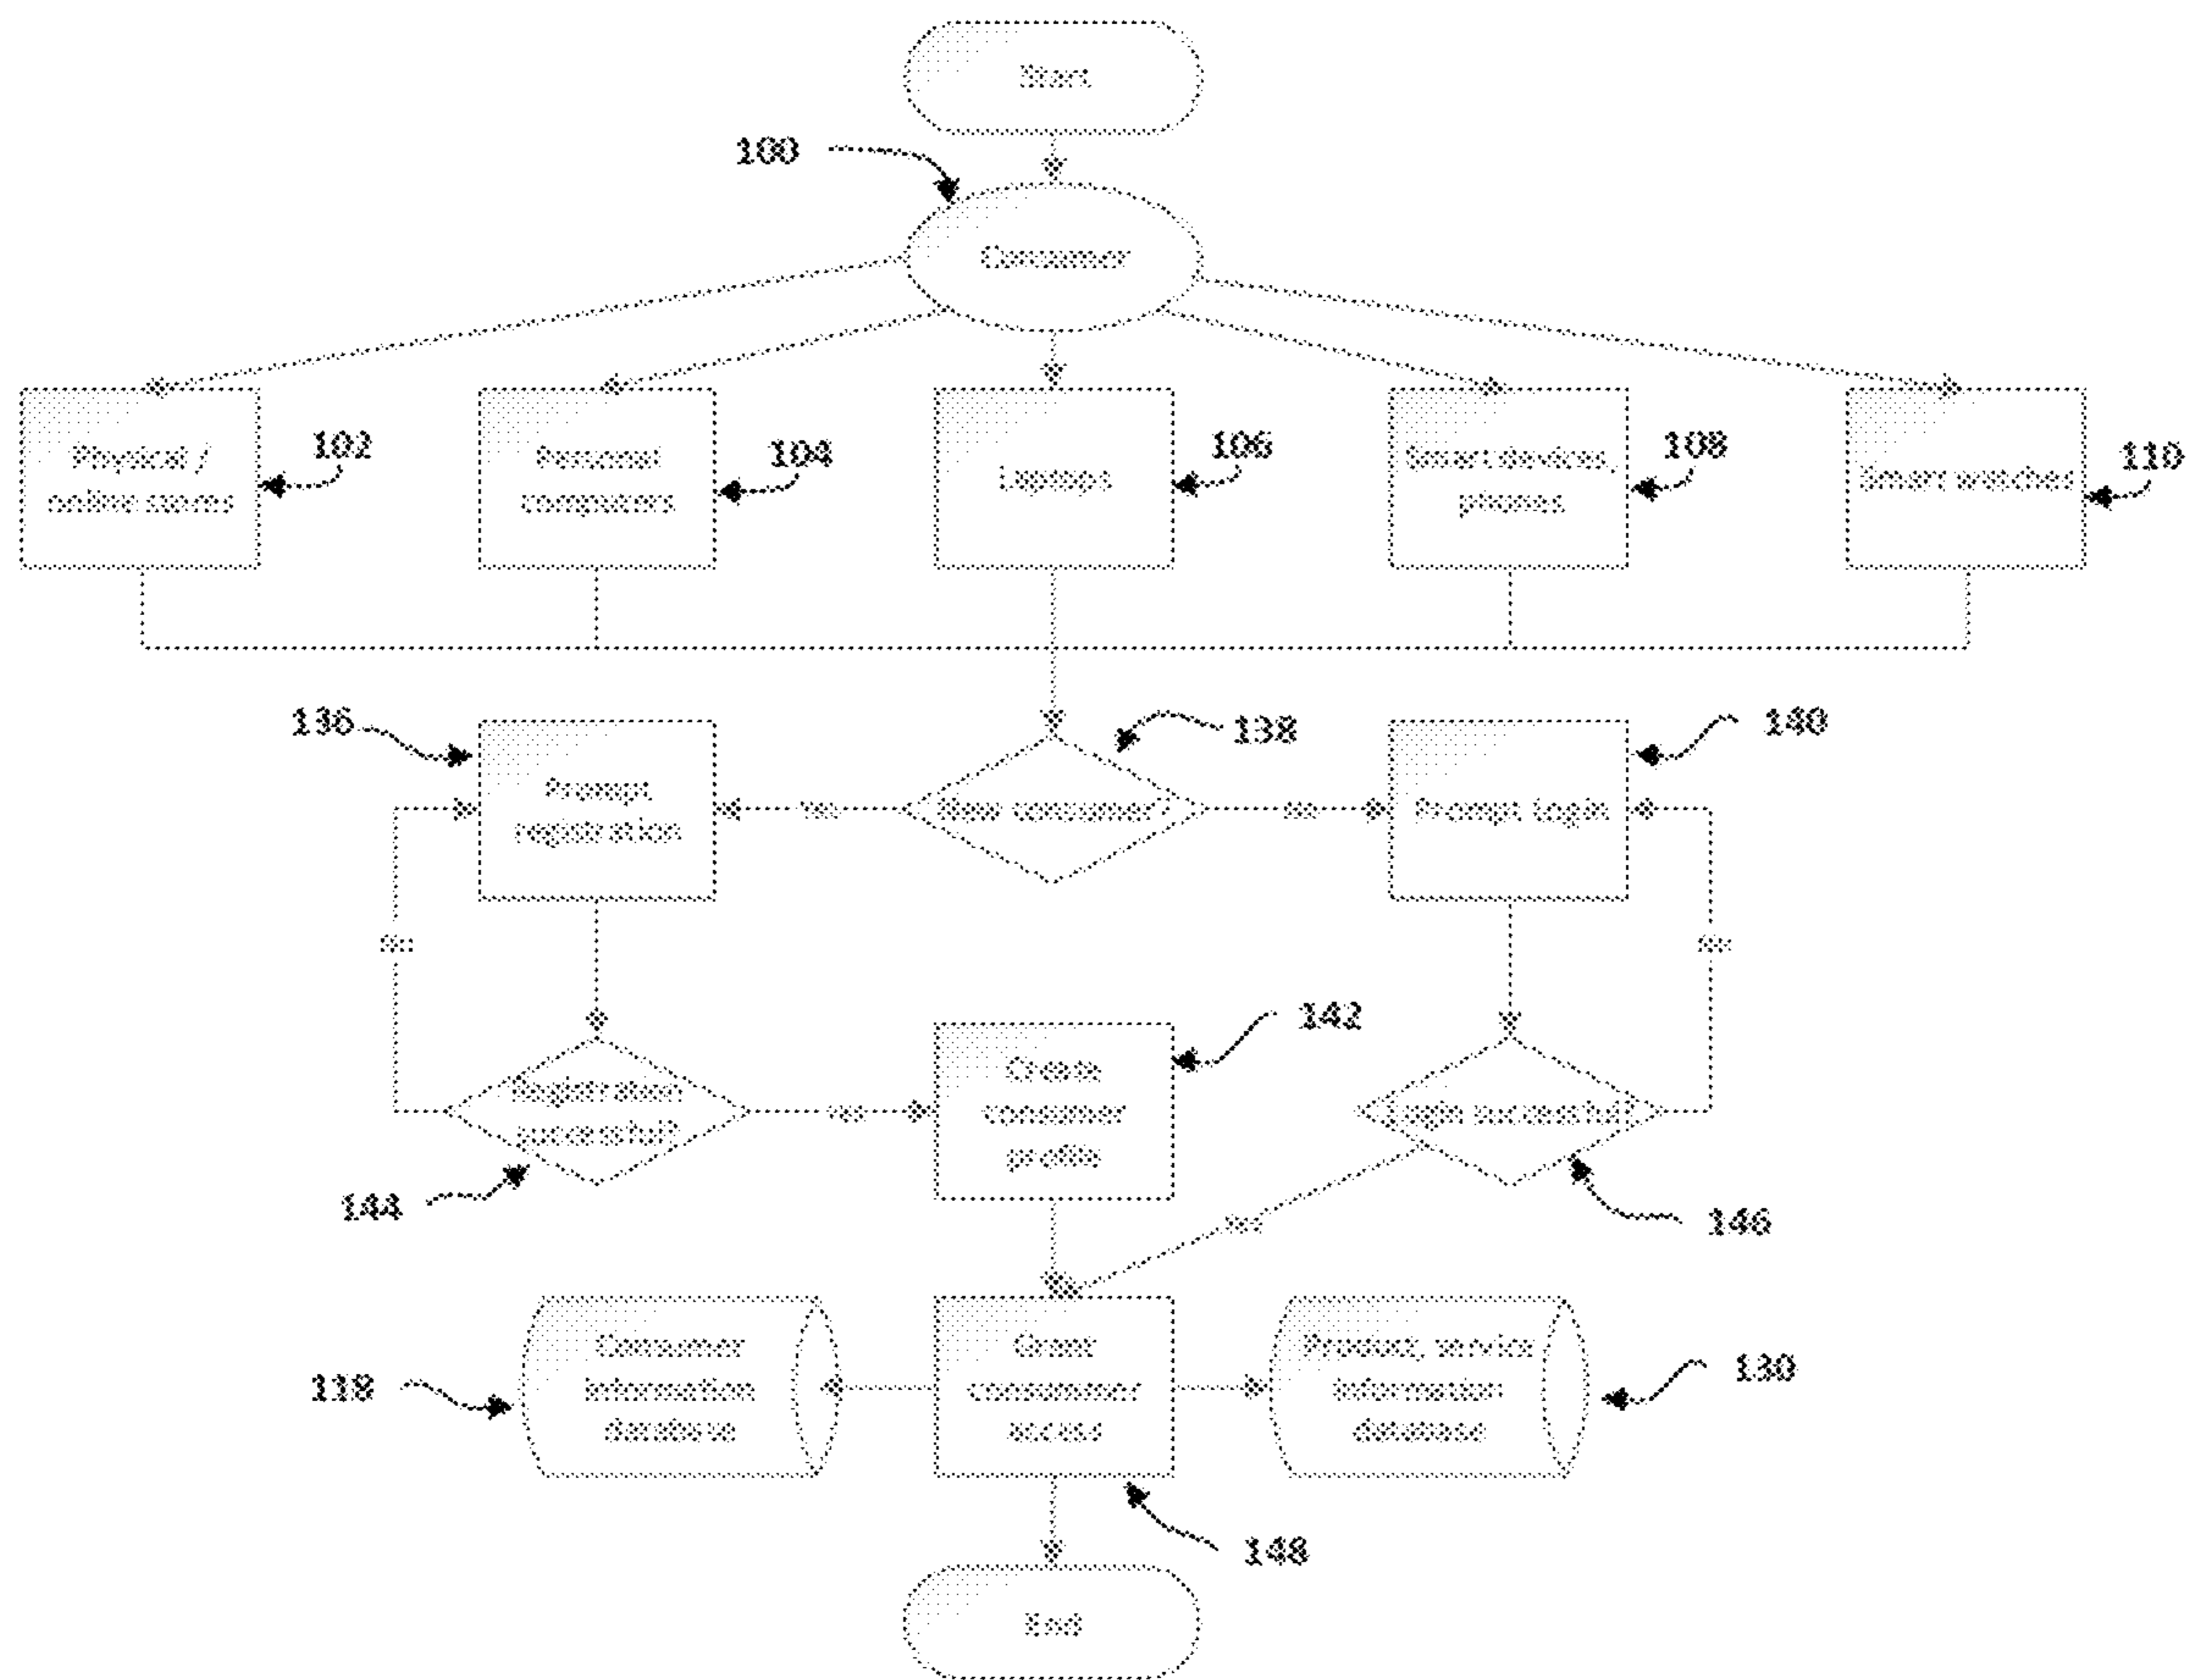 Start
100
Consumer
Physical /
online stores
102
Personal
computers
104
Laptops
106
Smart devices,
phones
108
Smart watches
110
136
Prompt
registration
yes
138
New consumer?
no
140
Prompt login
No
No
Registration
successful?
144
yes
142
Create
consumer
profile
Login successful?
146
Yes
118
Consumer
information
database
Grant
consumer
access
148
Product, service
information
database
130
End